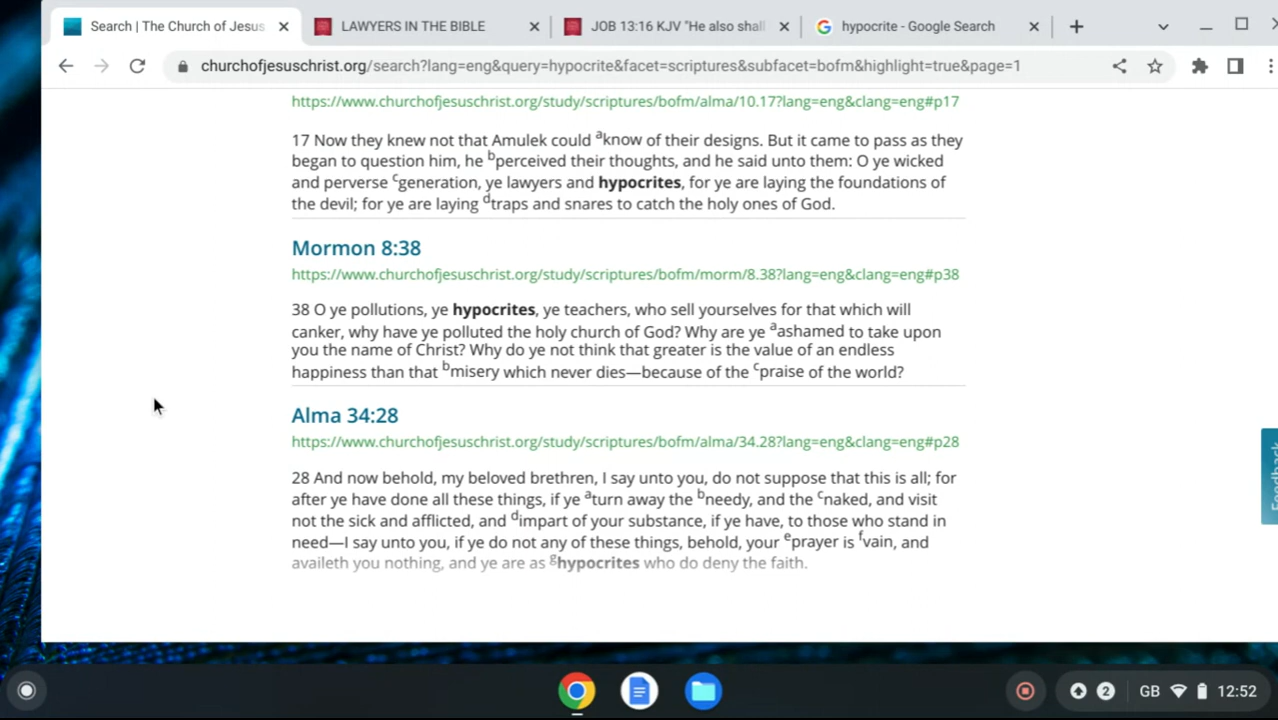 Search | The Church of Jesus
LAWYERS IN THE BIBLE
JOB 13:16 KJV "He also shall
hypocrite - Google Search
churchofjesuschrist.org/search?lang=eng&query=hypocrite&facet=scriptures&subfacet=bofm&highlight=true&page=1
https://www.churchofjesuschrist.org/study/scriptures/bofm/alma/10.17?lang=eng&clang=eng#p17
17 Now they knew not that Amulek could aknow of their designs. But it came to pass as they
began to question him, he bperceived their thoughts, and he said unto them: O ye wicked
and perverse cgeneration, ye lawyers and hypocrites, for ye are laying the foundations of
the devil; for ye are laying dtraps and snares to catch the holy ones of God.
Mormon 8:38
https://www.churchofjesuschrist.org/study/scriptures/bofm/morm/8.38?lang=eng&clang=eng#p38
38 O ye pollutions, ye hypocrites, ye teachers, who sell yourselves for that which will
canker, why have ye polluted the holy church of God? Why are ye aashamed to take upon
you the name of Christ? Why do ye not think that greater is the value of an endless
happiness than that bmisery which never dies—because of the cpraise of the world?
Alma 34:28
https://www.churchofjesuschrist.org/study/scriptures/bofm/alma/34.28?lang=eng&clang=eng#p28
28 And now behold, my beloved brethren, I say unto you, do not suppose that this is all; for
after ye have done all these things, if ye aturn away the bneedy, and the cnaked, and visit
not the sick and afflicted, and dimpart of your substance, if ye have, to those who stand in
need—I say unto you, if ye do not any of these things, behold, your eprayer is fvain, and
availeth you nothing, and ye are as ghypocrites who do deny the faith.
Feedback
2
GB
12:52